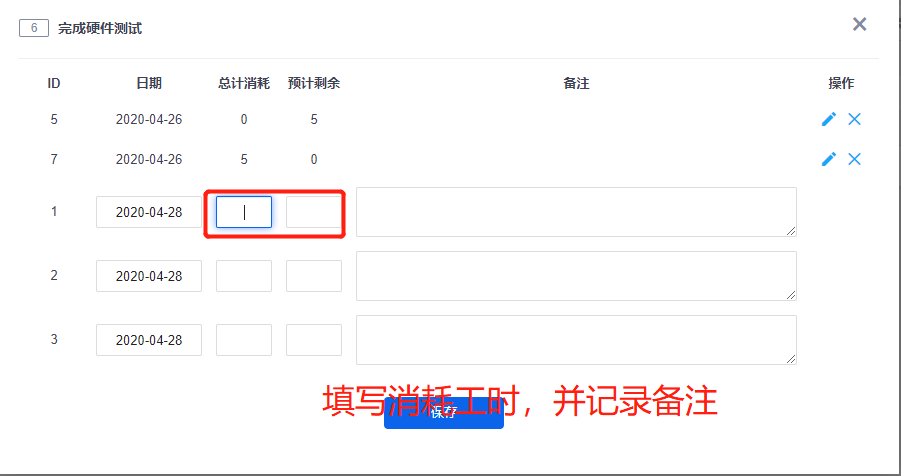 6 完成硬件测试
ID 日期 总计消耗 预计剩余 备注 操作
5 2020-04-26 0 5
7 2020-04-26 5 0
1 2020-04-28
2 2020-04-28
3 2020-04-28
填写消耗工时，并记录备注
保存